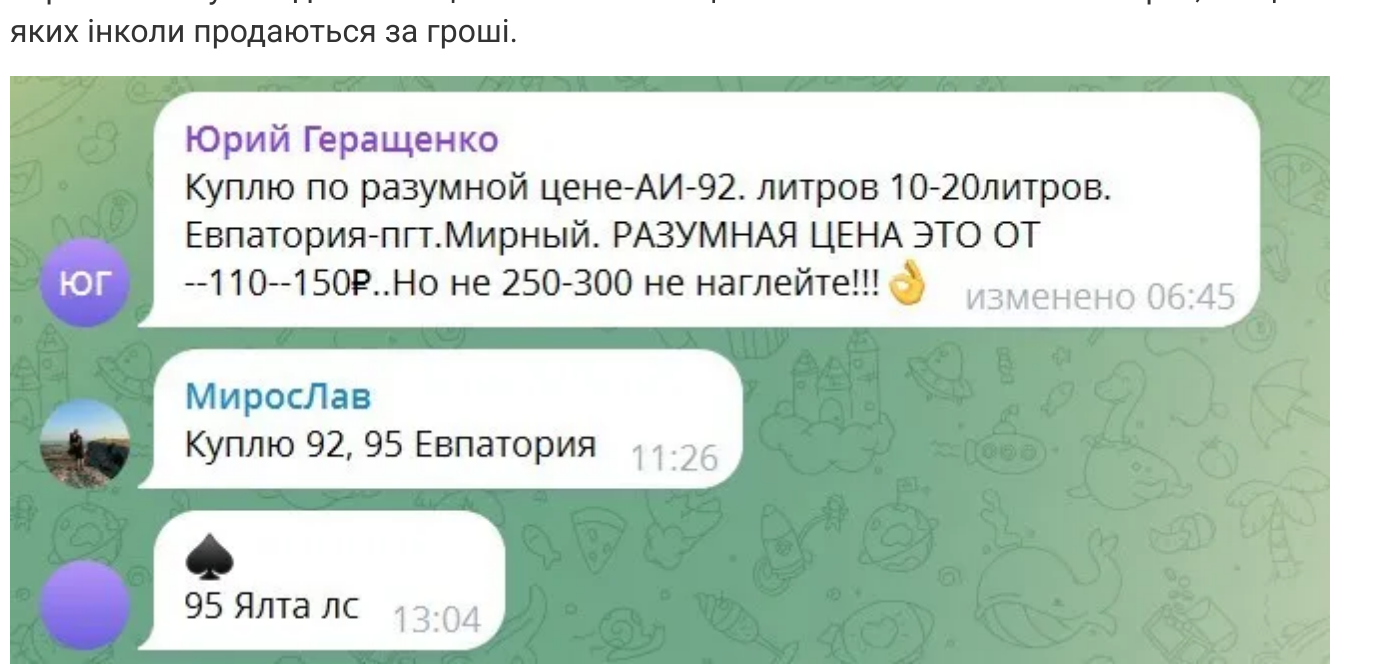 яких інколи продаються за гроші.
Юрий Геращенко
Куплю по разумной цене-АИ-92. литров 10-20литров.
Евпатория-пгт.Мирный. РАЗУМНАЯ ЦЕНА ЭТО ОТ
--110--150₽..Но не 250-300 не наглейте!!!👌 изменено 06:45
ЮГ
МиросЛав
Куплю 92, 95 Евпатория 11:26
♠
95 Ялта лс 13:04